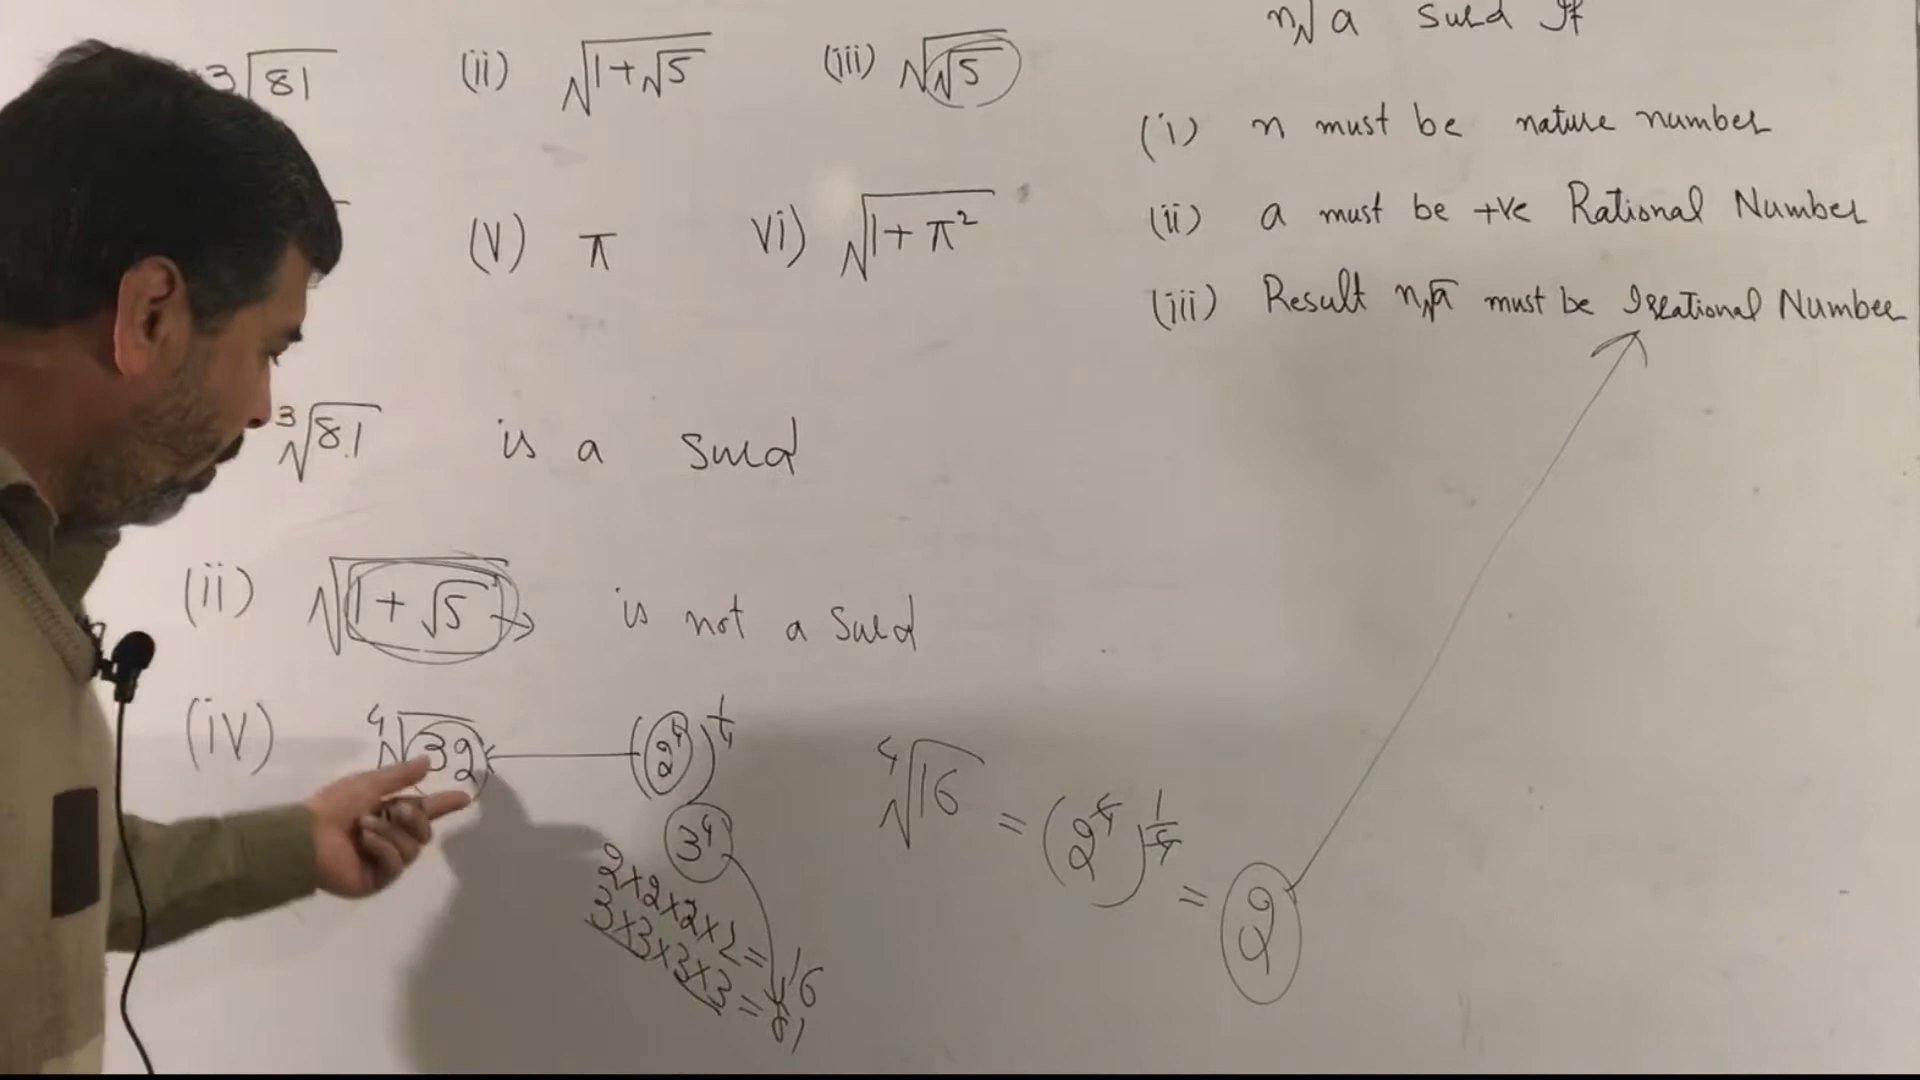 ⁿ√a Surd If
³√81 (ii) √(1+√5) (iii) √√5
(i) n must be nature number
(ii) a must be +ve Rational Number
(V) π vi) √(1+π²)
(iii) Result ⁿ√a must be Irrational Number
³√81 is a Surd
(ii) √(1+√5) is not a Surd
(iv) ⁴√32 (2⁴)^1/4
3⁴
⁴√16 = (2⁴)^1/4 = 2
2×2×2×2=16
3×3×3×3=81